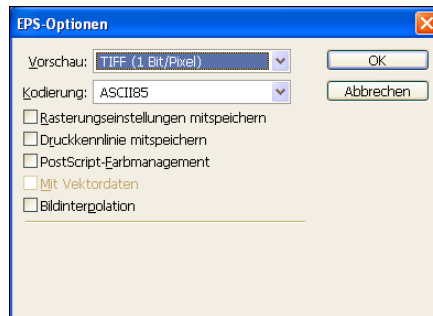 EPS-Optionen
Vorschau: TIFF (1 Bit/Pixel) OK
Kodierung: ASCII85 Abbrechen
Rasterungseinstellungen mitspeichern
Druckkennlinie mitspeichern
PostScript-Farbmanagement
Mit Vektordaten
Bildinterpolation